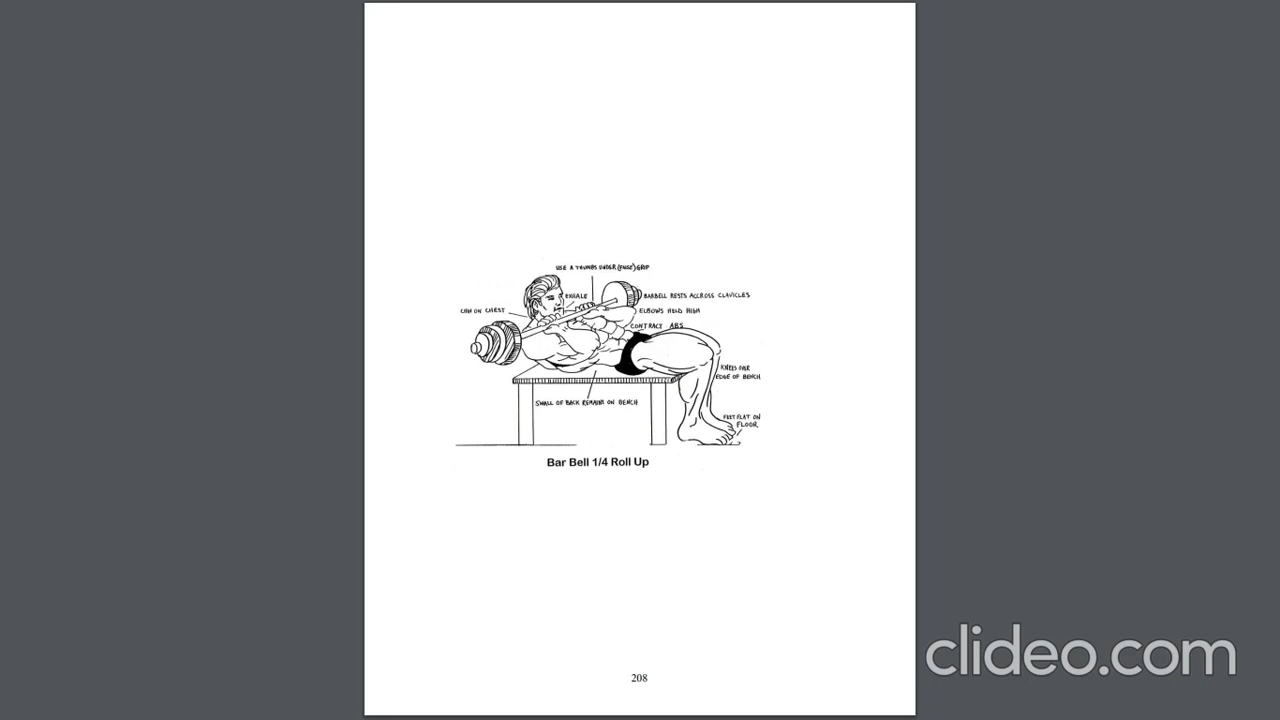 USE A THUMBS UNDER (FALSE) GRIP
EXHALE
BARBELL RESTS ACCROSS CLAVICLES
CHIN ON CHEST
ELBOWS HELD HIGH
CONTRACT ABS
KNEES OVER
EDGE OF BENCH
SMALL OF BACK REMAINS ON BENCH
FEET FLAT ON
FLOOR.
Bar Bell 1/4 Roll Up
208
clideo.com